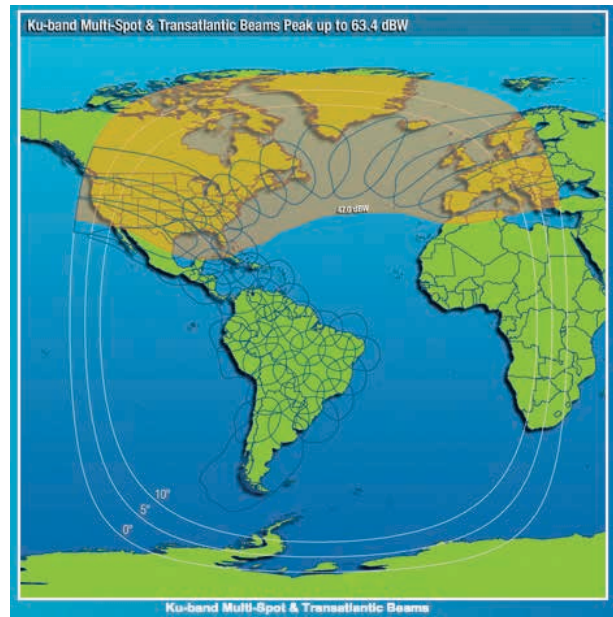 Ku-band Multi-Spot & Transatlantic Beams Peak up to 63.4 dBW
42.0 dBW
10°
5°
0°
Ku-band Multi-Spot & Transatlantic Beams